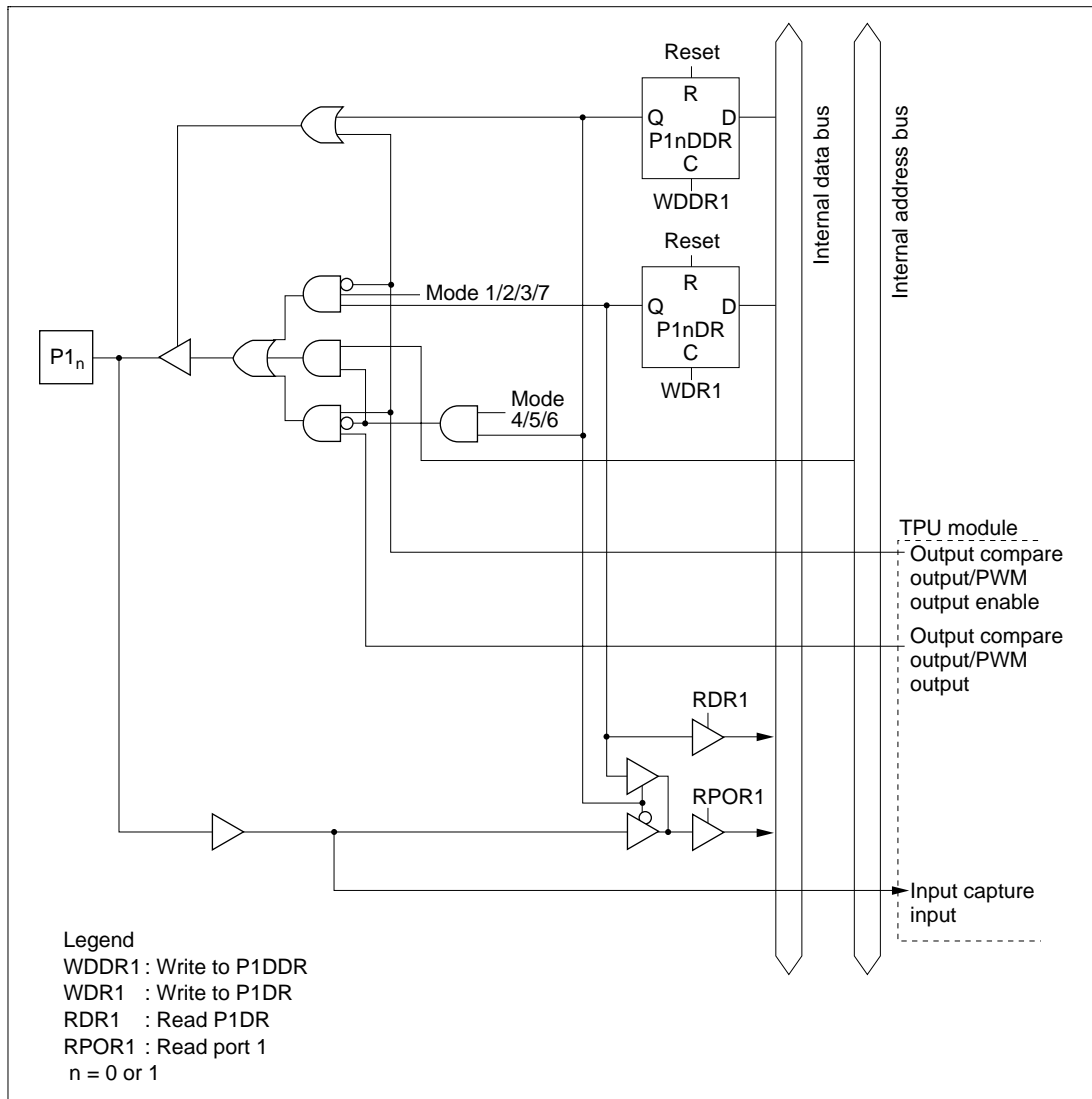 Reset
R
Q D
P1nDDR
C
WDDR1
Internal data bus
Internal address bus
Reset
R
Mode 1/2/3/7
Q D
P1nDR
C
WDR1
P1n
Mode
4/5/6
TPU module
Output compare
output/PWM
output enable
Output compare
output/PWM
output
RDR1
RPOR1
Input capture
input
Legend
WDDR1 : Write to P1DDR
WDR1 : Write to P1DR
RDR1 : Read P1DR
RPOR1 : Read port 1
n = 0 or 1